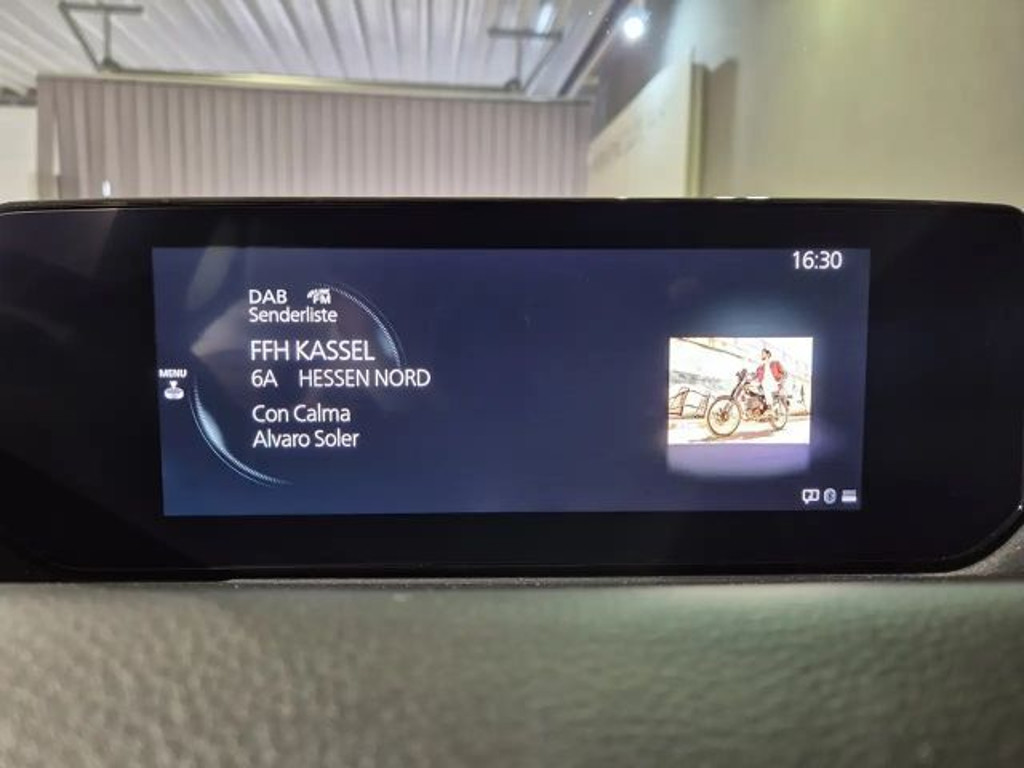 16:30
DAB FM
Senderliste
FFH KASSEL
6A HESSEN NORD
MENU
Con Calma
Alvaro Soler